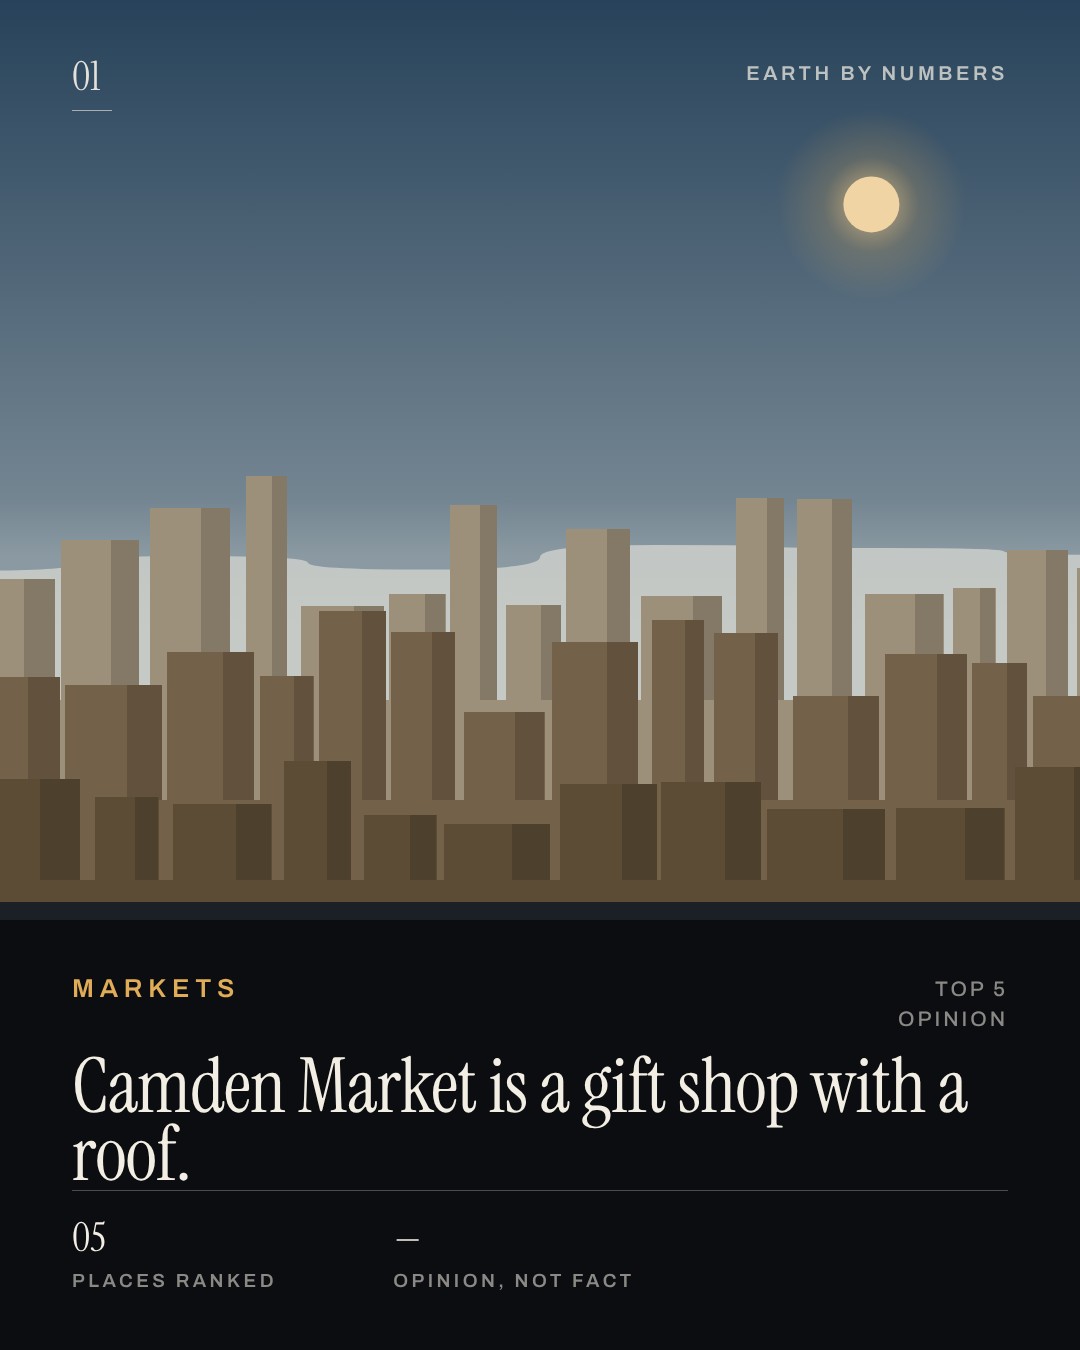 01
EARTH BY NUMBERS
MARKETS
TOP 5
OPINION
Camden Market is a gift shop with a
roof.
05
–
PLACES RANKED
OPINION, NOT FACT